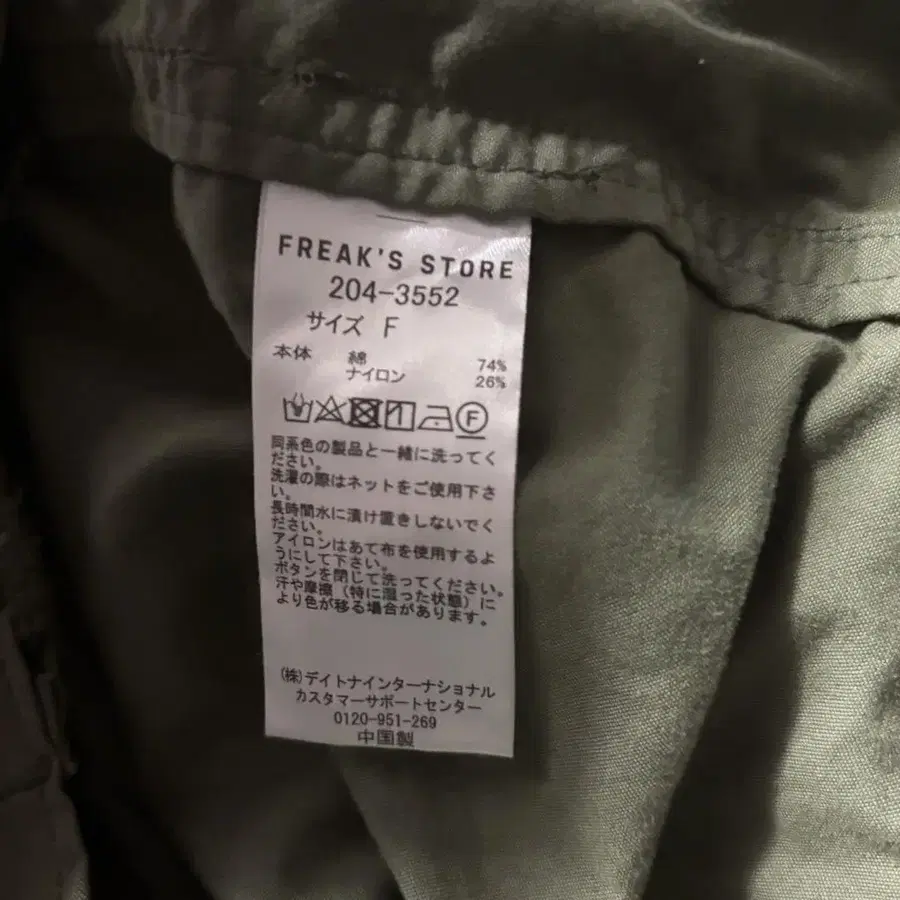 FREAK'S STORE
204-3552
サイズ F
本体 綿 74%
ナイロン 26%
F
同系色の製品と一緒に洗ってく
ださい。
洗濯の際はネットをご使用下さ
い。
長時間水に漬け置きしないでく
ださい。
アイロンはあて布を使用するよ
うにして下さい。
ボタンを閉じて洗ってください。
汗や摩擦（特に湿った状態）に
より色が移る場合があります。
(株)デイトナインターナショナル
カスタマーサポートセンター
0120-951-269
中国製